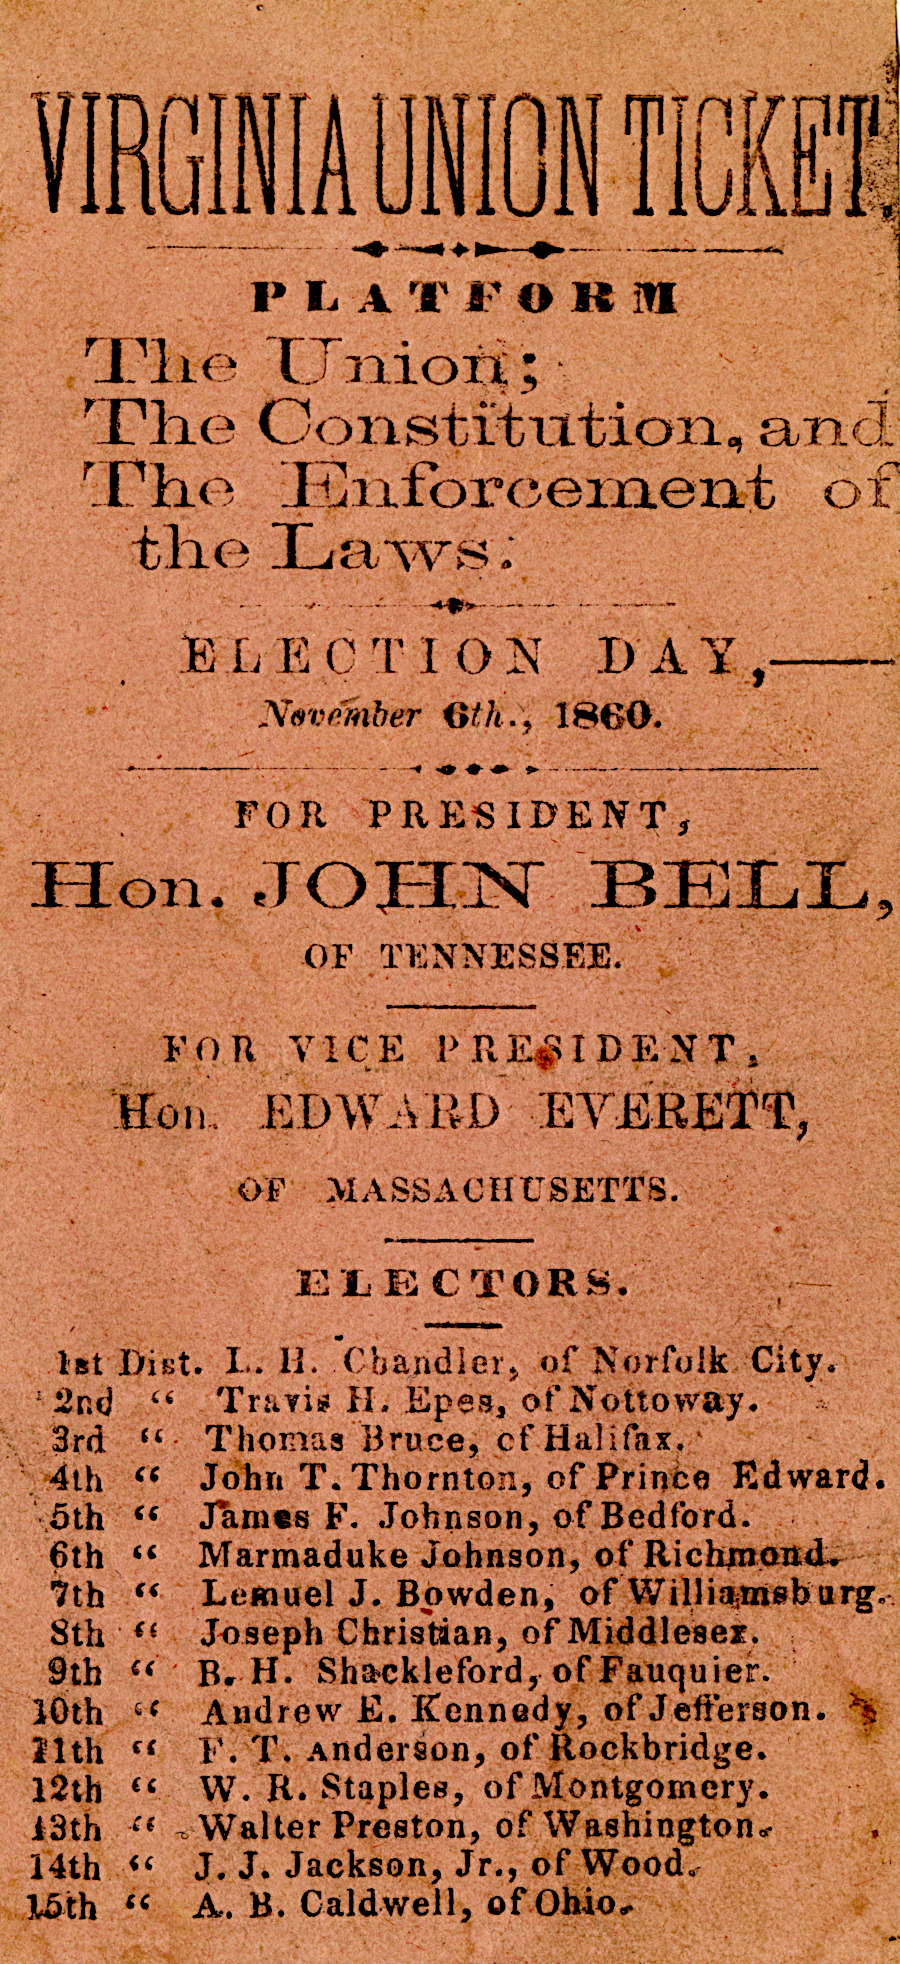 VIRGINIA UNION TICKET.
PLATFORM
The Union;
The Constitution, and
The Enforcement of
the Laws.
ELECTION DAY,—
November 6th., 1860.
FOR PRESIDENT,
Hon. JOHN BELL,
OF TENNESSEE.
FOR VICE PRESIDENT,
Hon. EDWARD EVERETT,
OF MASSACHUSETTS.
ELECTORS.
1st Dist. L. H. Chandler, of Norfolk City.
2nd “ Travis H. Epes, of Nottoway.
3rd “ Thomas Bruce, of Halifax.
4th “ John T. Thornton, of Prince Edward.
5th “ James F. Johnson, of Bedford.
6th “ Marmaduke Johnson, of Richmond.
7th “ Lemuel J. Bowden, of Williamsburg.
8th “ Joseph Christian, of Middlesex.
9th “ B. H. Shackleford, of Fauquier.
10th “ Andrew E. Kennedy, of Jefferson.
11th “ F. T. Anderson, of Rockbridge.
12th “ W. R. Staples, of Montgomery.
13th “ Walter Preston, of Washington.
14th “ J. J. Jackson, Jr., of Wood.
15th “ A. B. Caldwell, of Ohio.